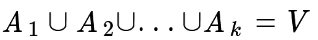 A₁ ∪ A₂ ∪ . . . ∪ Aₖ = V